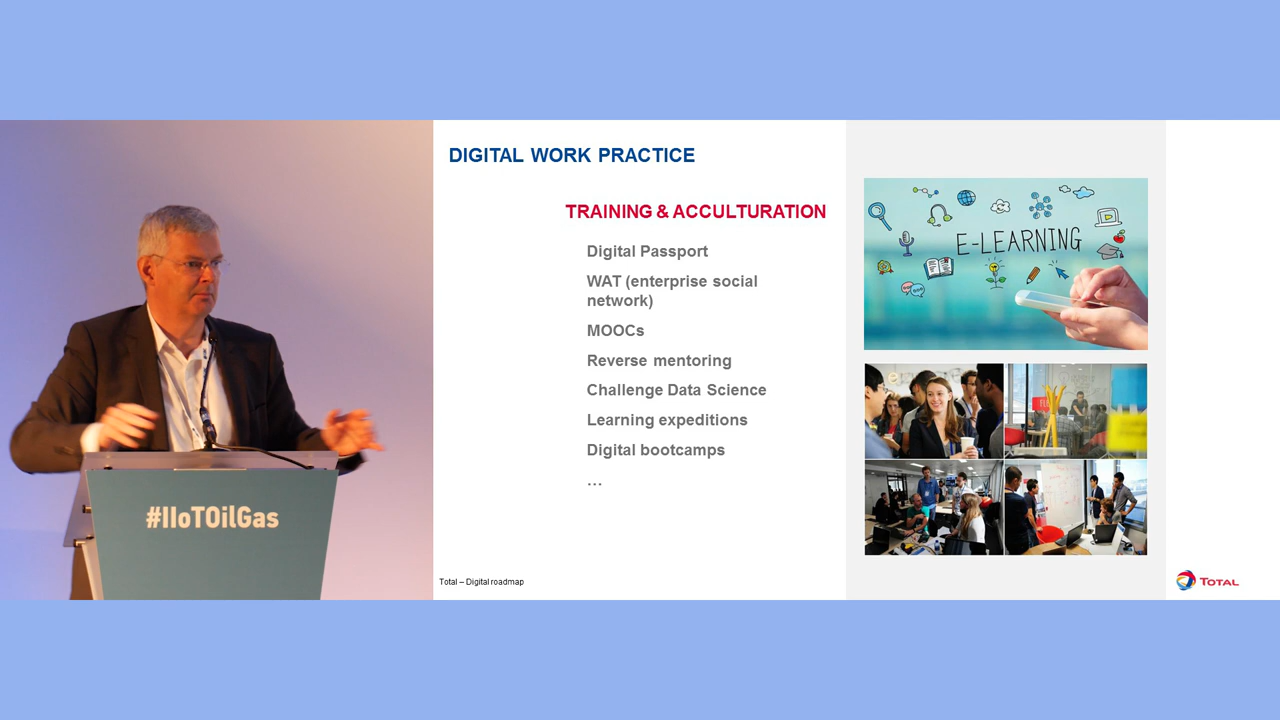 #IIoTOilGas
DIGITAL WORK PRACTICE
TRAINING & ACCULTURATION
Digital Passport
WAT (enterprise social
network)
MOOCs
Reverse mentoring
Challenge Data Science
Learning expeditions
Digital bootcamps
…
E-LEARNING
Total – Digital roadmap
TOTAL